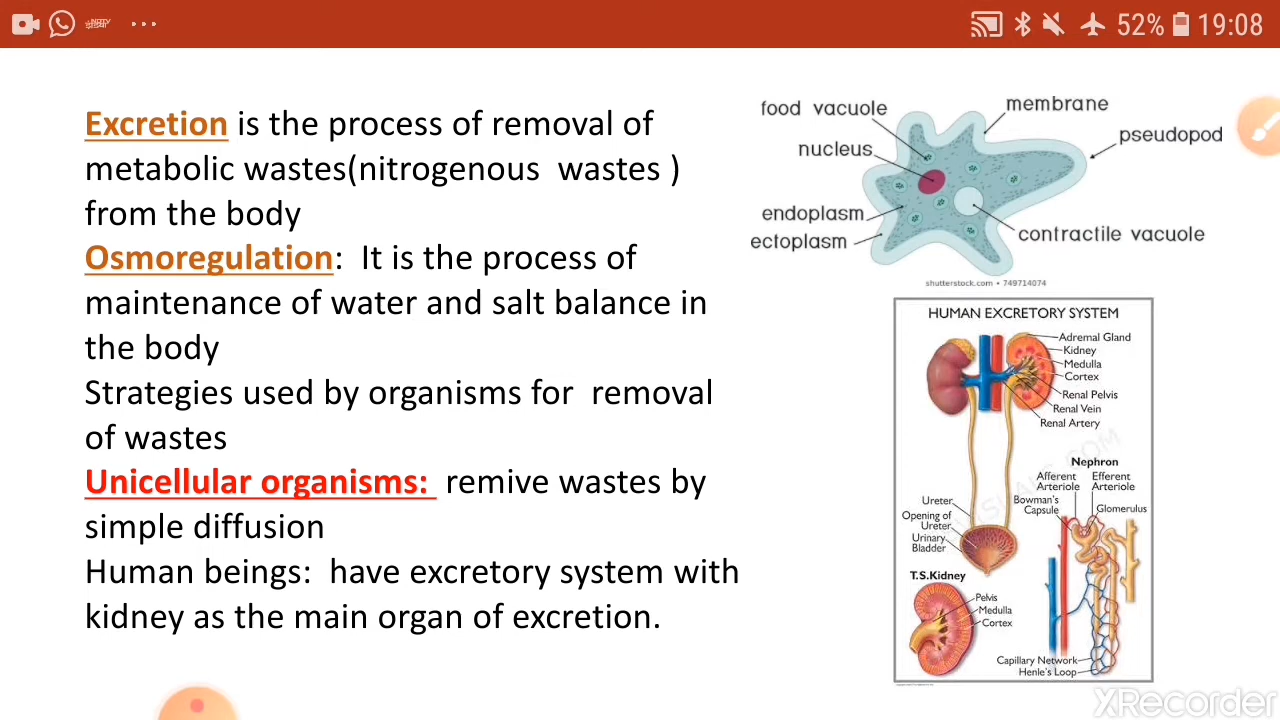 52% 19:08
Excretion is the process of removal of
metabolic wastes(nitrogenous wastes )
from the body
Osmoregulation: It is the process of
maintenance of water and salt balance in
the body
Strategies used by organisms for removal
of wastes
Unicellular organisms: remive wastes by
simple diffusion
Human beings: have excretory system with
kidney as the main organ of excretion.
food vacuole
membrane
nucleus
pseudopod
endoplasm
ectoplasm
contractile vacuole
shutterstock.com • 749714074
HUMAN EXCRETORY SYSTEM
Adremal Gland
Kidney
Medulla
Cortex
Renal Pelvis
Renal Vein
Renal Artery
Nephron
Afferent
Arteriole
Efferent
Arteriole
Bowman's
Capsule
Glomerulus
Ureter
Opening of
Ureter
Urinary
Bladder
T.S.Kidney
Pelvis
Medulla
Cortex
Capillary Network
Henle's Loop
XRecorder